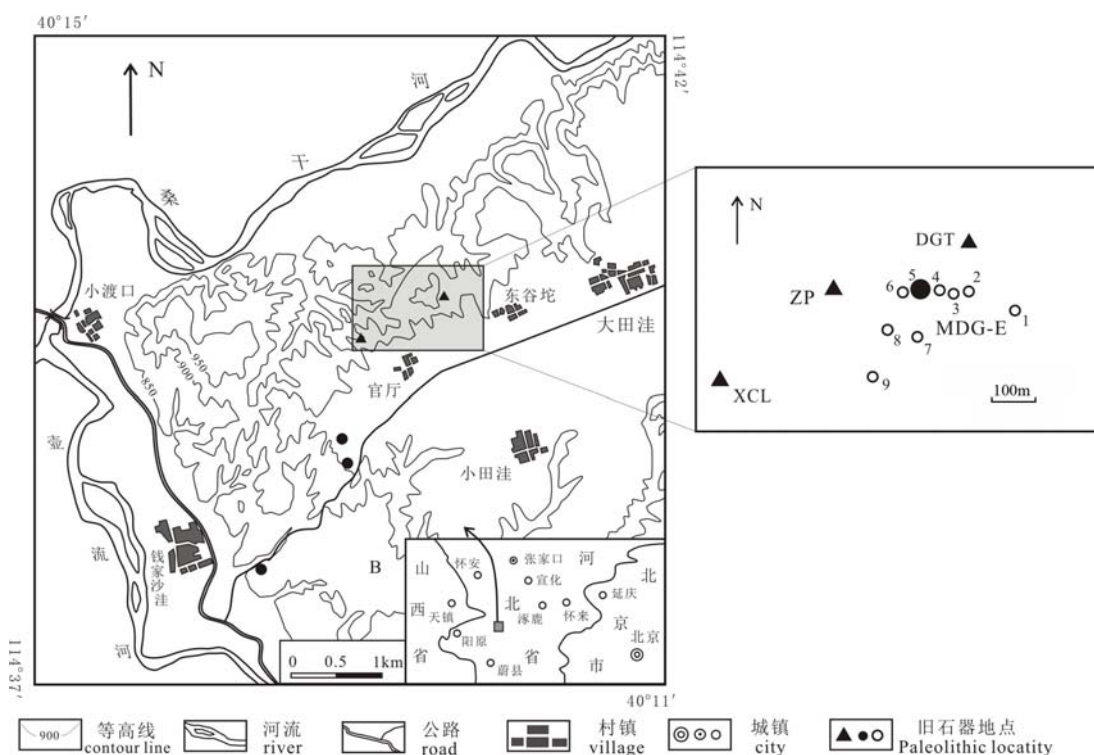 40°15′
114°42′
N
河
干
桑
小渡口
东谷坨
大田洼
950
900
850
官厅
小田洼
壶
流
河
钱家沙洼
B
114°37′
40°11′
0 0.5 1km
山
西
省
河
北
省
北
京
市
怀安
张家口
宣化
延庆
天镇
涿鹿
怀来
阳原
北京
蔚县
N
DGT
ZP
6
5
4
3
2
1
MDG-E
8
7
9
XCL
100m
900
等高线
contour line
河流
river
公路
road
村镇
village
城镇
city
旧石器地点
Paleolithic locatity